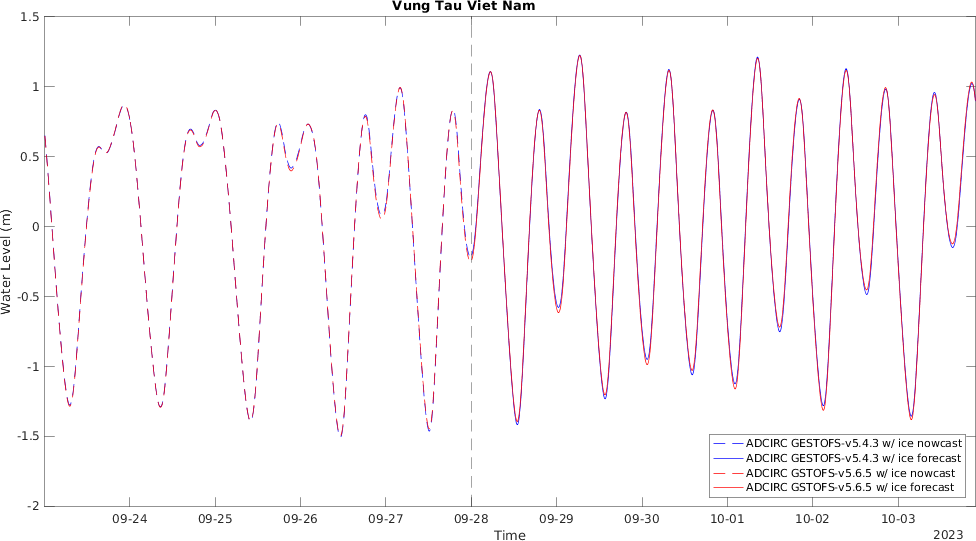 Vung Tau Viet Nam
1.5
1
0.5
0
-0.5
-1
-1.5
-2
Water Level (m)
ADCIRC GESTOFS-v5.4.3 w/ ice nowcast
ADCIRC GESTOFS-v5.4.3 w/ ice forecast
ADCIRC GSTOFS-v5.6.5 w/ ice nowcast
ADCIRC GSTOFS-v5.6.5 w/ ice forecast
09-24 09-25 09-26 09-27 09-28 09-29 09-30 10-01 10-02 10-03
Time
2023